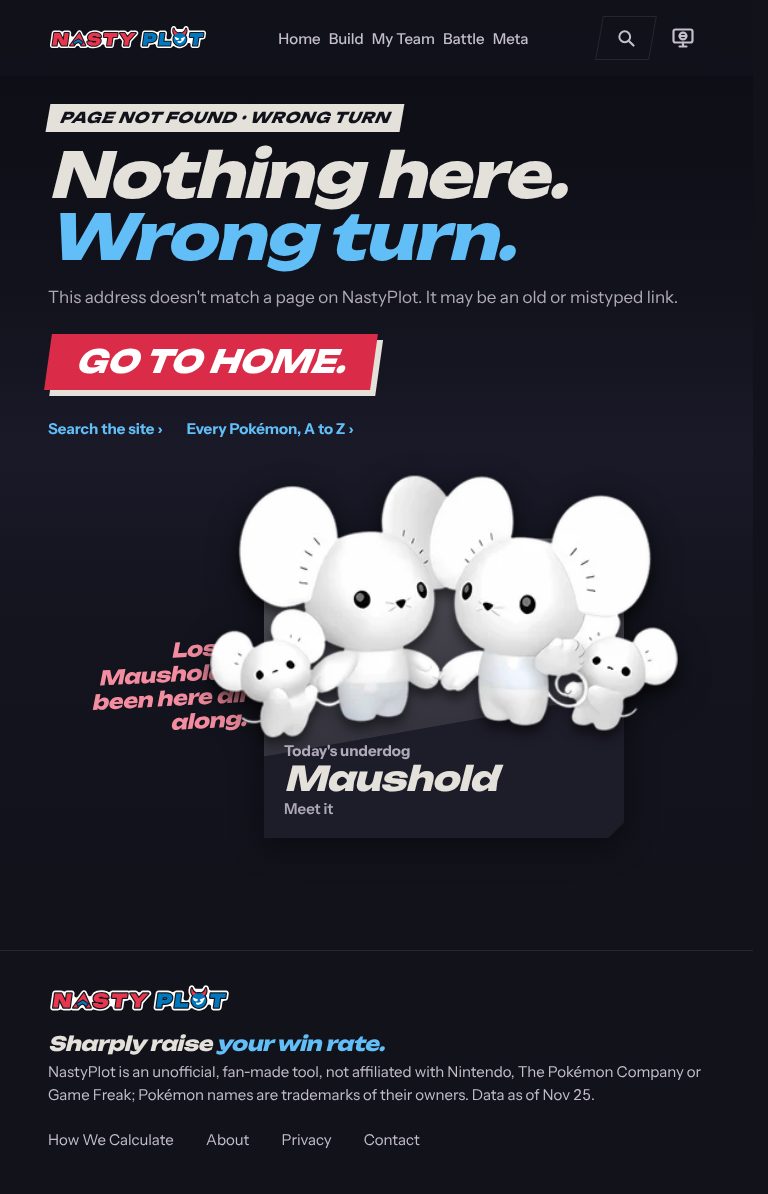 NASTY PLOT
Home Build My Team Battle Meta
PAGE NOT FOUND · WRONG TURN
Nothing here.
Wrong turn.
This address doesn't match a page on NastyPlot. It may be an old or mistyped link.
GO TO HOME.
Search the site › Every Pokémon, A to Z ›
been here all
along.
Today's underdog
Maushold
Meet it
NASTY PLOT
Sharply raise your win rate.
NastyPlot is an unofficial, fan-made tool, not affiliated with Nintendo, The Pokémon Company or
Game Freak; Pokémon names are trademarks of their owners. Data as of Nov 25.
How We Calculate About Privacy Contact